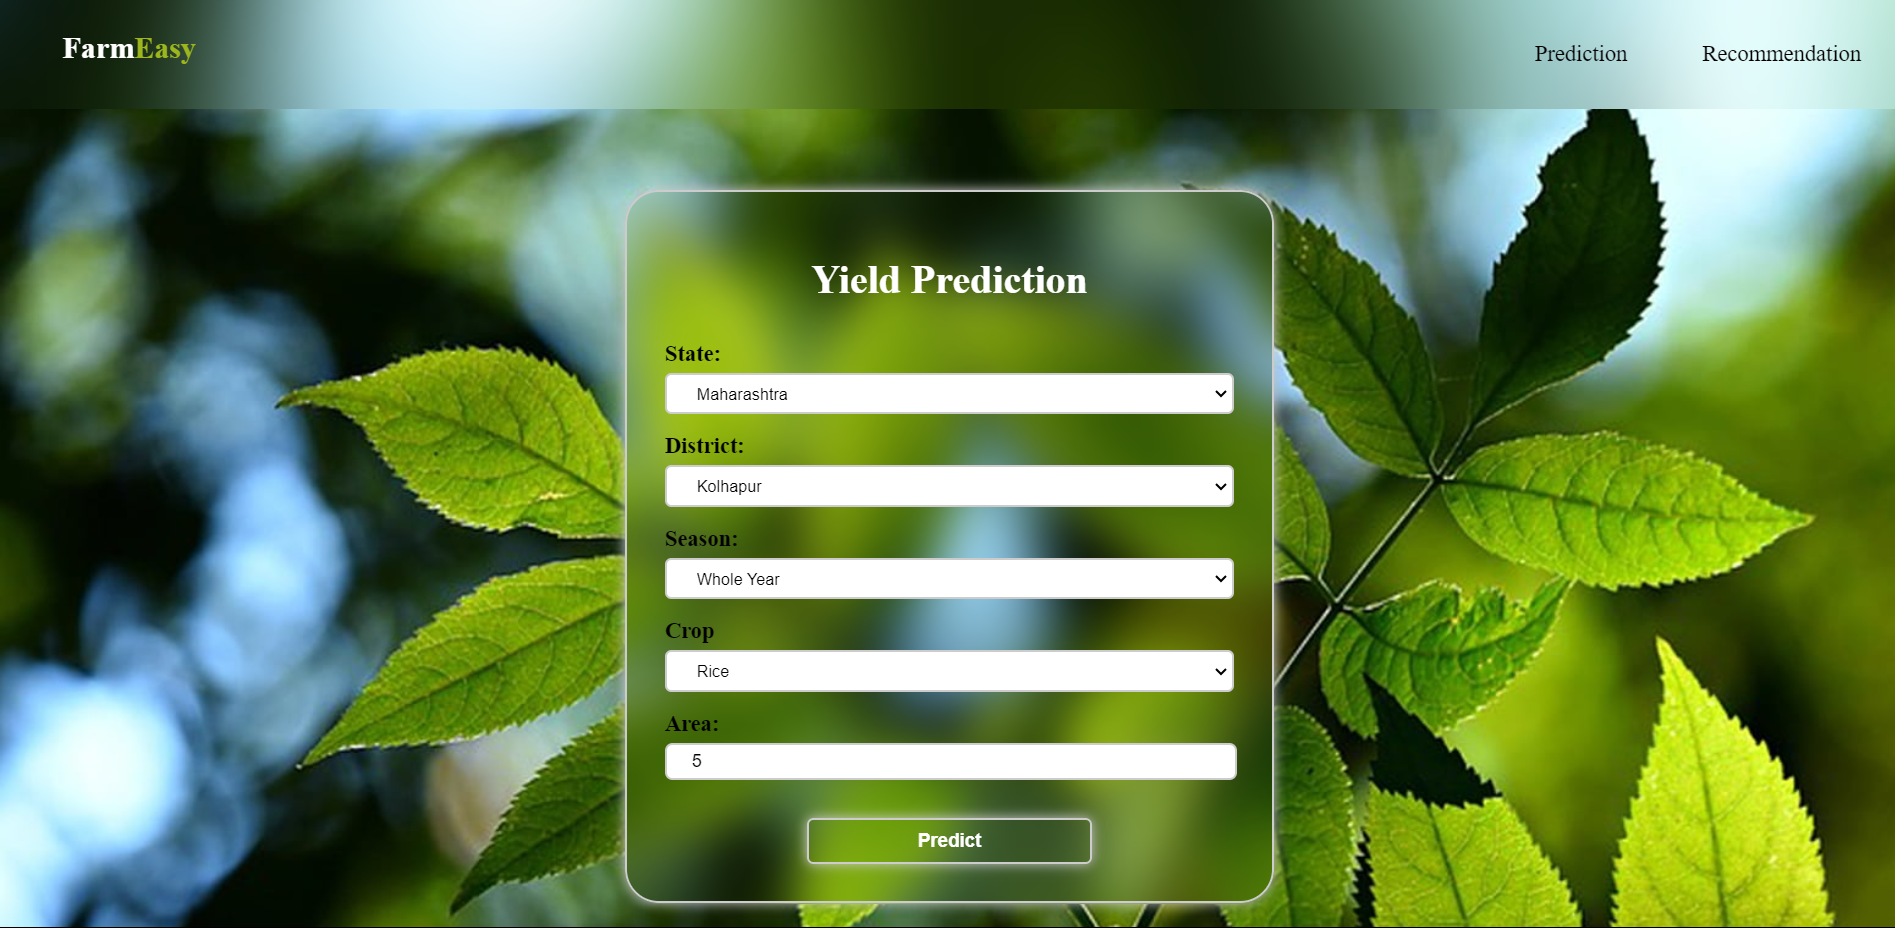 FarmEasy
Prediction
Recommendation
Yield Prediction
State:
Maharashtra
District:
Kolhapur
Season:
Whole Year
Crop
Rice
Area:
5
Predict